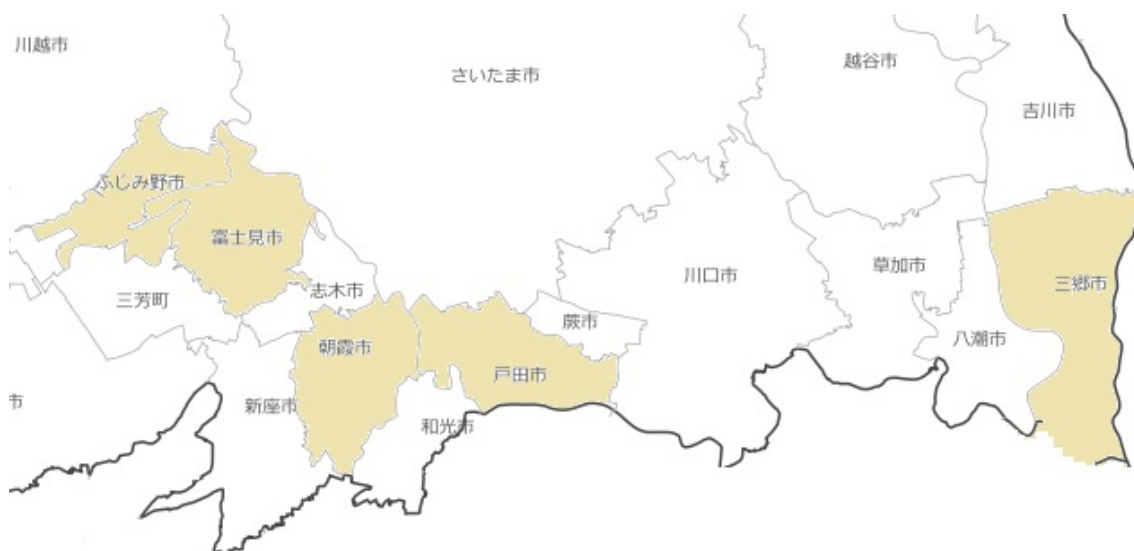 川越市
さいたま市
越谷市
吉川市
ふじみ野市
富士見市
三芳町
志木市
川口市
草加市
三郷市
蕨市
八潮市
朝霞市
戸田市
市
新座市
和光市